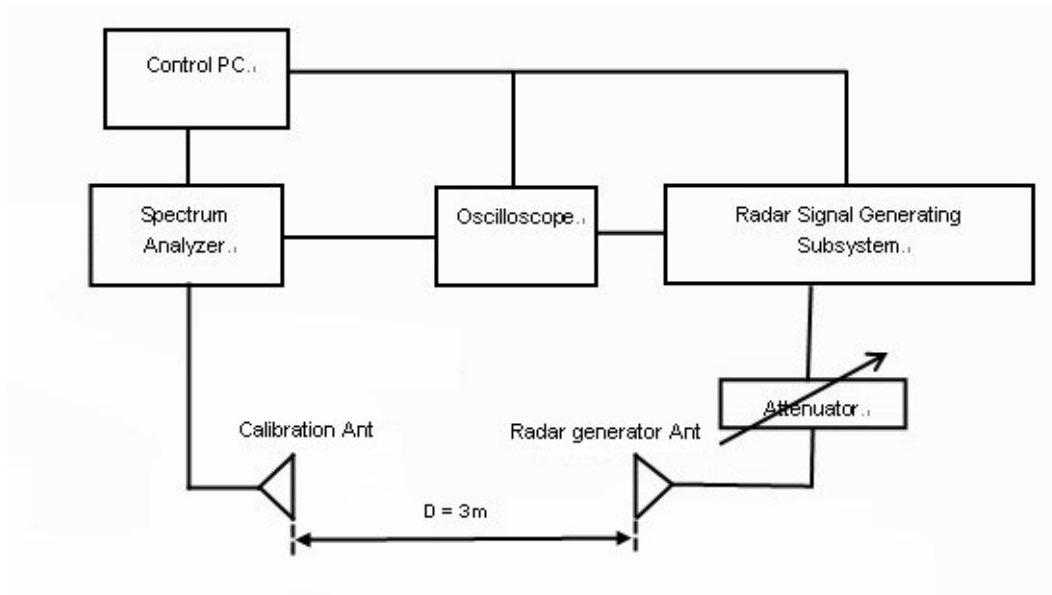 Control PC
Spectrum
Analyzer
Oscilloscope
Radar Signal Generating
Subsystem
Attenuator
Calibration Ant
Radar generator Ant
D = 3m